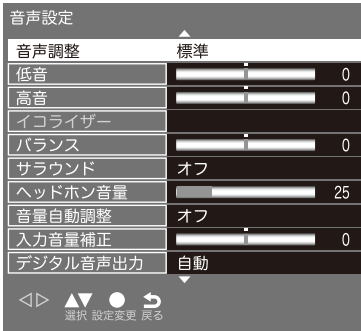 音声設定
音声調整 標準
低音 0
高音 0
イコライザー
バランス 0
サラウンド オフ
ヘッドホン音量 25
音量自動調整 オフ
入力音量補正 0
デジタル音声出力 自動
選択 設定変更 戻る